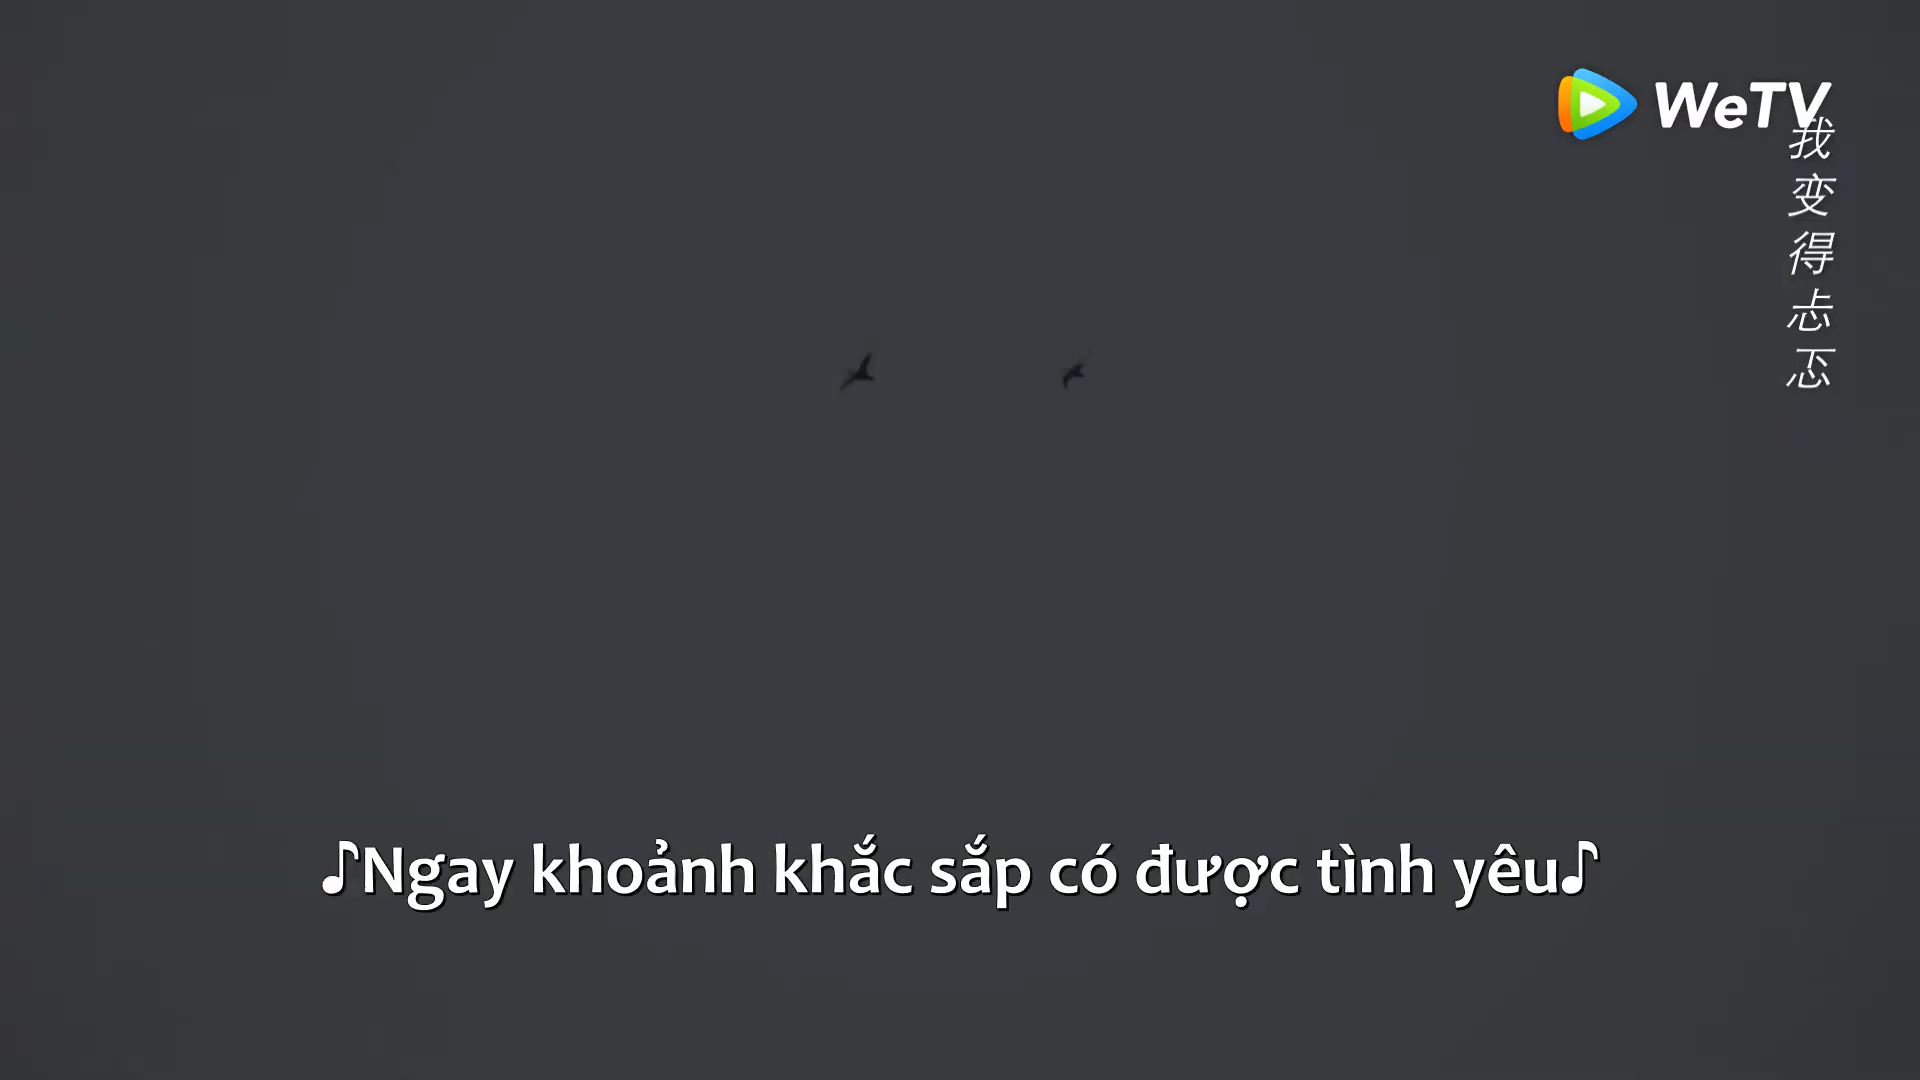 WeTV
我变得忐忑
♪Ngay khoảnh khắc sắp có được tình yêu♪